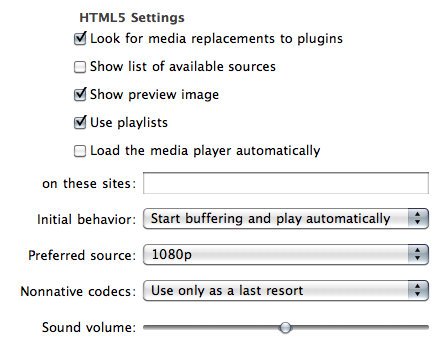 HTML5 Settings
Look for media replacements to plugins
Show list of available sources
Show preview image
Use playlists
Load the media player automatically
on these sites:
Initial behavior: Start buffering and play automatically
Preferred source: 1080p
Nonnative codecs: Use only as a last resort
Sound volume: